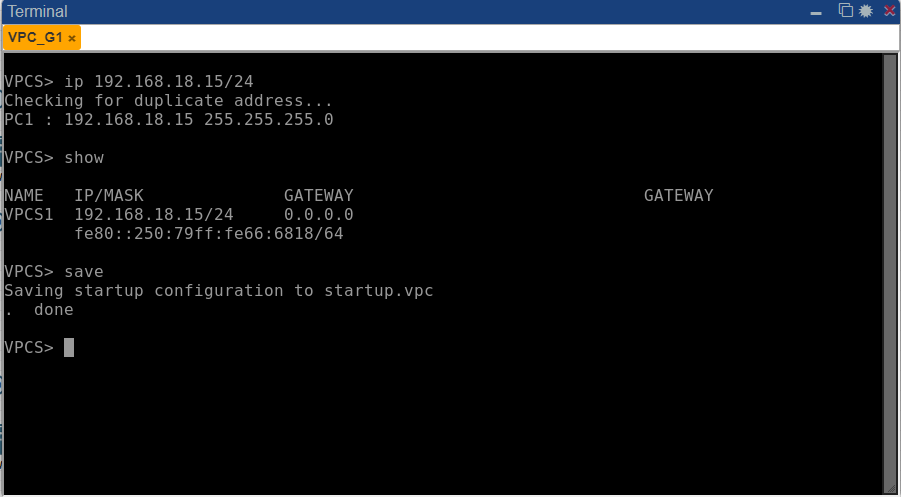 Terminal
VPC_G1 ×
VPCS> ip 192.168.18.15/24
Checking for duplicate address...
PC1 : 192.168.18.15 255.255.255.0
VPCS> show
NAME   IP/MASK              GATEWAY                             GATEWAY
VPCS1  192.168.18.15/24     0.0.0.0
       fe80::250:79ff:fe66:6818/64
VPCS> save
Saving startup configuration to startup.vpc
.  done
VPCS>